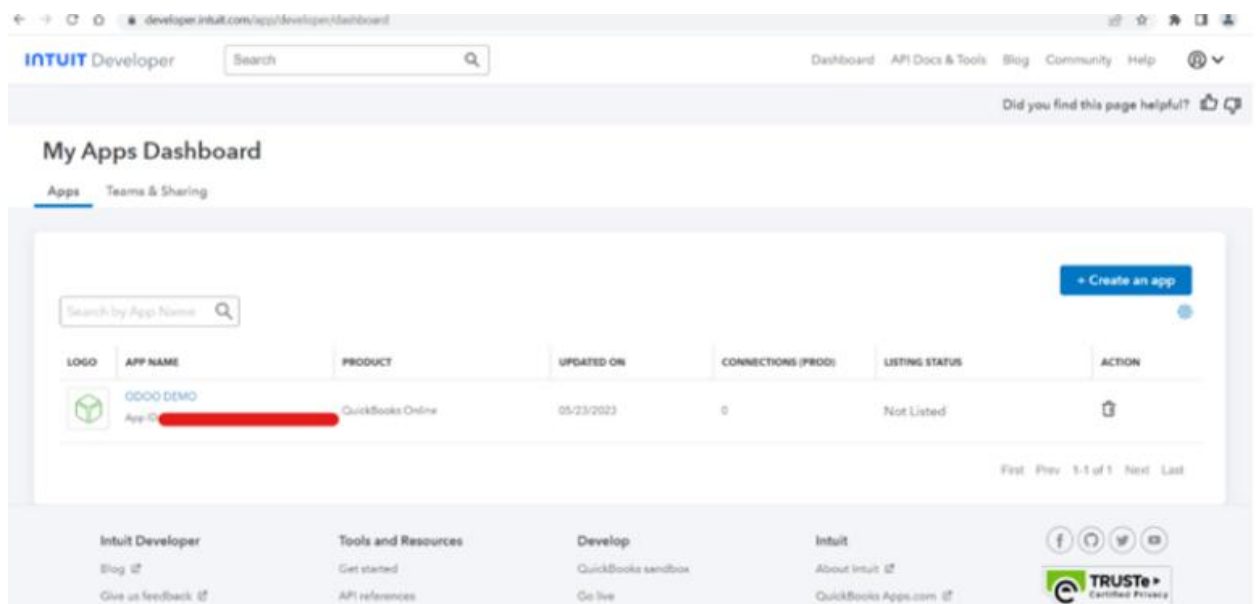 developer.intuit.com/app/developer/dashboard
INTUIT Developer
Search
Dashboard API Docs & Tools Blog Community Help
Did you find this page helpful?
My Apps Dashboard
Apps Teams & Sharing
+ Create an app
Search by App Name
LOGO APP NAME PRODUCT UPDATED ON CONNECTIONS (PROD) LISTING STATUS ACTION
ODOO DEMO
App ID QuickBooks Online 05/23/2023 0 Not Listed
First Prev 1-1 of 1 Next Last
Intuit Developer Tools and Resources Develop Intuit
Blog Get started QuickBooks sandbox About Intuit
Give us feedback API references Go live QuickBooks Apps.com
TRUSTe
Certified Privacy